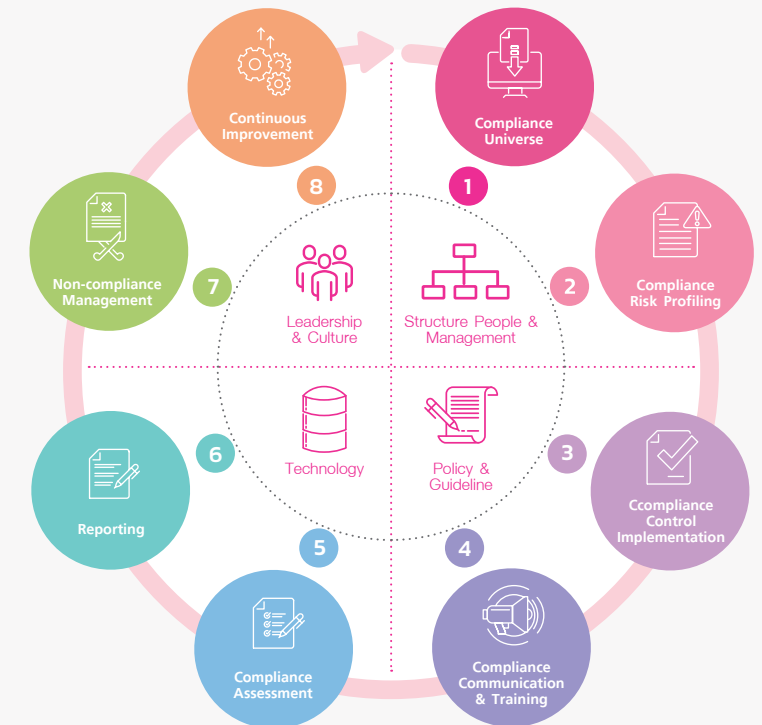 Compliance
Universe
1
Compliance
Risk Profiling
2
Ccompliance
Control
Implementation
3
Compliance
Communication
& Training
4
Compliance
Assessment
5
Reporting
6
Non-compliance
Management
7
Continuous
Improvement
8
Leadership
& Culture
Structure People &
Management
Technology
Policy &
Guideline